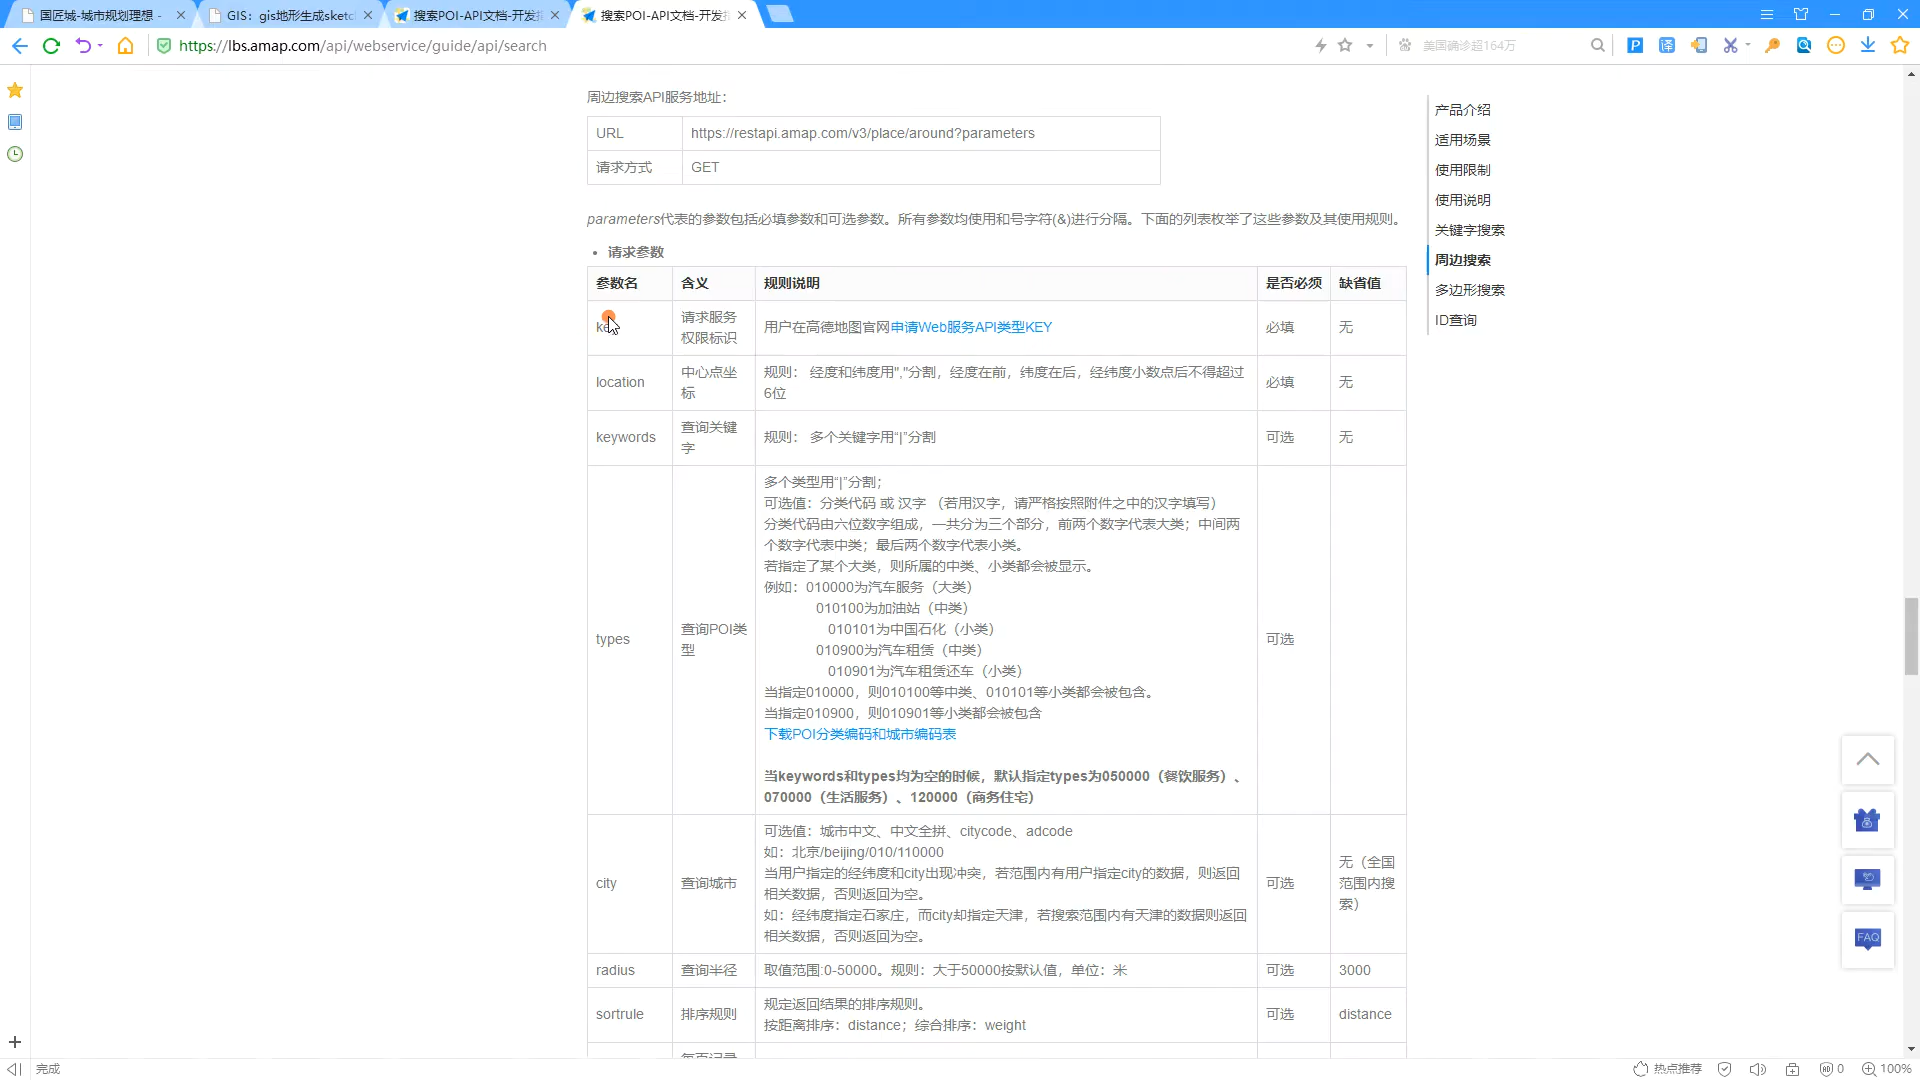 国匠城-城市规划理想 -
GIS：gis地形生成sketc
搜索POI-API文档-开发指
搜索POI-API文档-开发指
https://lbs.amap.com/api/webservice/guide/api/search
美国确诊超164万
周边搜索API服务地址：
URL https://restapi.amap.com/v3/place/around?parameters
请求方式 GET
parameters代表的参数包括必填参数和可选参数。所有参数均使用和号字符(&)进行分隔。下面的列表枚举了这些参数及其使用规则。
• 请求参数
参数名 含义 规则说明 是否必须 缺省值
请求服务
权限标识
用户在高德地图官网申请Web服务API类型KEY
必填 无
location
中心点坐
标
规则： 经度和纬度用","分割，经度在前，纬度在后，经纬度小数点后不得超过
6位
必填 无
keywords
查询关键
字
规则： 多个关键字用"|"分割
可选 无
types
查询POI类
型
多个类型用"|"分割；
可选值：分类代码 或 汉字 （若用汉字，请严格按照附件之中的汉字填写）
分类代码由六位数字组成，一共分为三个部分，前两个数字代表大类；中间两
个数字代表中类；最后两个数字代表小类。
若指定了某个大类，则所属的中类、小类都会被显示。
例如：010000为汽车服务（大类）
010100为加油站（中类）
010101为中国石化（小类）
010900为汽车租赁（中类）
010901为汽车租赁还车（小类）
当指定010000，则010100等中类、010101等小类都会被包含。
当指定010900，则010901等小类都会被包含
下载POI分类编码和城市编码表
当keywords和types均为空的时候，默认指定types为050000（餐饮服务）、
070000（生活服务）、120000（商务住宅）
可选
city
查询城市
可选值：城市中文、中文全拼、citycode、adcode
如：北京/beijing/010/110000
当用户指定的经纬度和city出现冲突，若范围内有用户指定city的数据，则返回
相关数据，否则返回为空。
如：经纬度指定石家庄，而city却指定天津，若搜索范围内有天津的数据则返回
相关数据，否则返回为空。
可选
无（全国
范围内搜
索）
radius 查询半径 取值范围:0-50000。规则：大于50000按默认值，单位：米 可选 3000
sortrule
排序规则
规定返回结果的排序规则。
按距离排序：distance；综合排序：weight
可选 distance
每页记录
产品介绍
适用场景
使用限制
使用说明
关键字搜索
周边搜索
多边形搜索
ID查询
FAQ
完成
热点推荐
0
100%